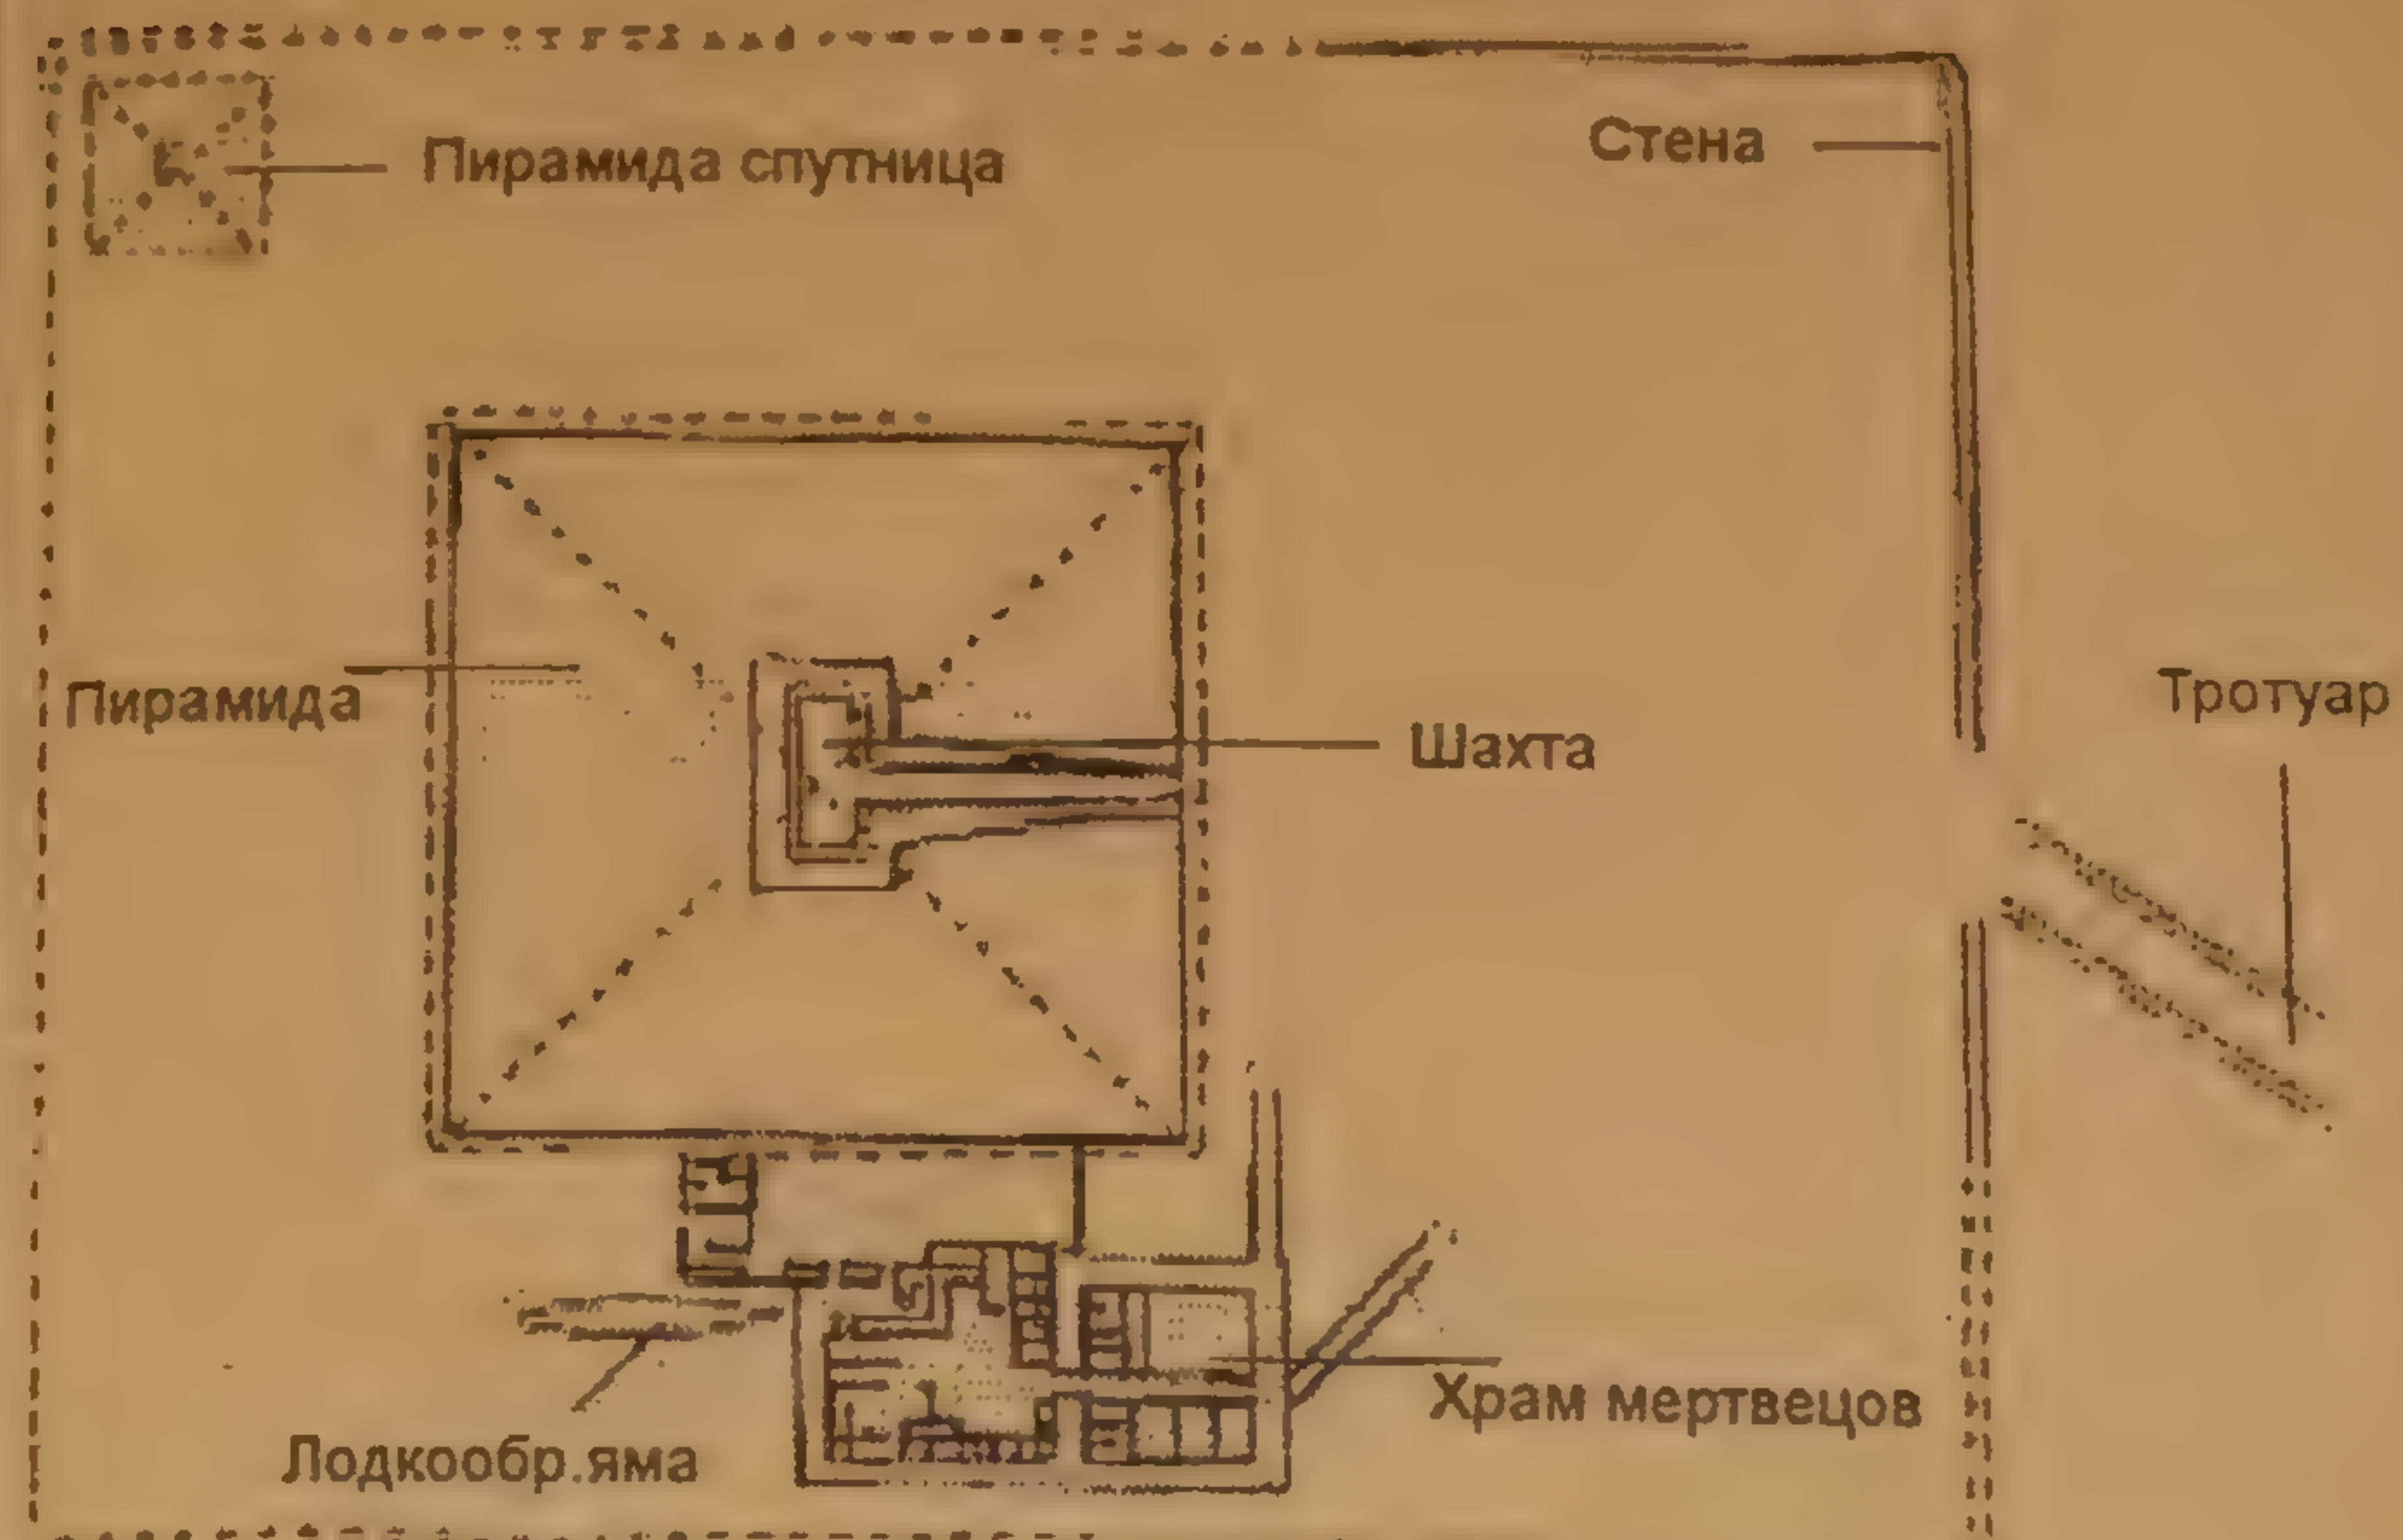 Стена
Пирамида спутница
Пирамида
Тротуар
Шахта
Храм мертвецов
Лодкообр.яма